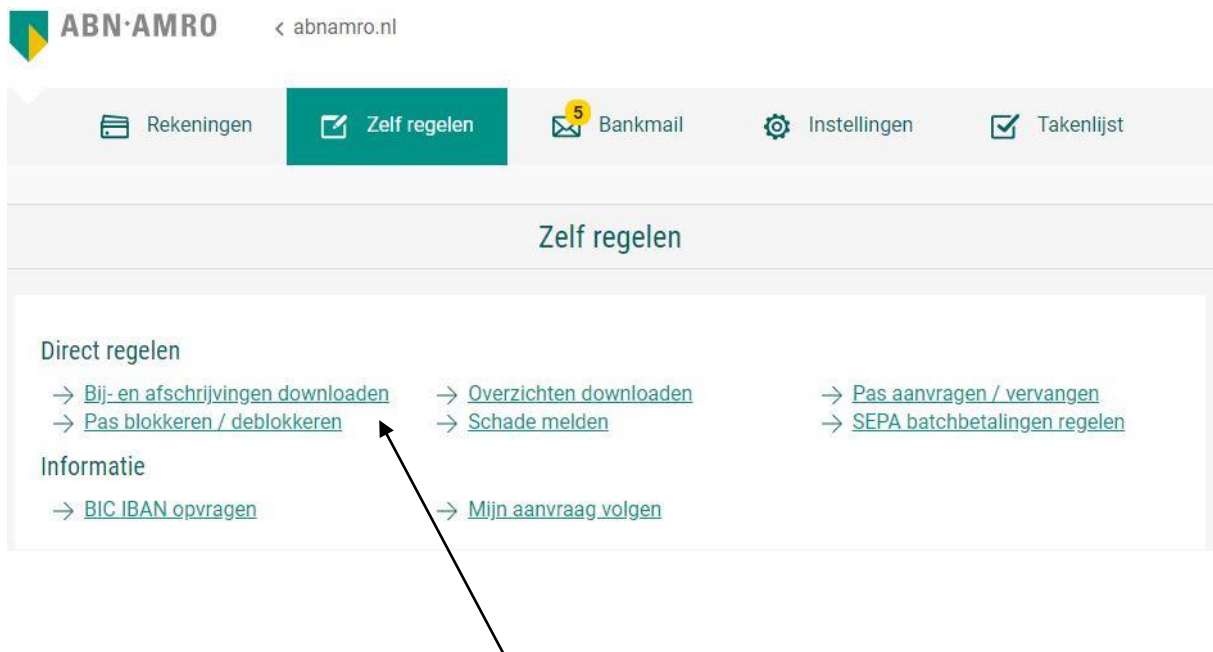 ABN·AMRO < abnamro.nl
Rekeningen Zelf regelen 5 Bankmail Instellingen Takenlijst
Zelf regelen
Direct regelen
→ Bij- en afschrijvingen downloaden → Overzichten downloaden → Pas aanvragen / vervangen
→ Pas blokkeren / deblokkeren → Schade melden → SEPA batchbetalingen regelen
Informatie
→ BIC IBAN opvragen → Mijn aanvraag volgen